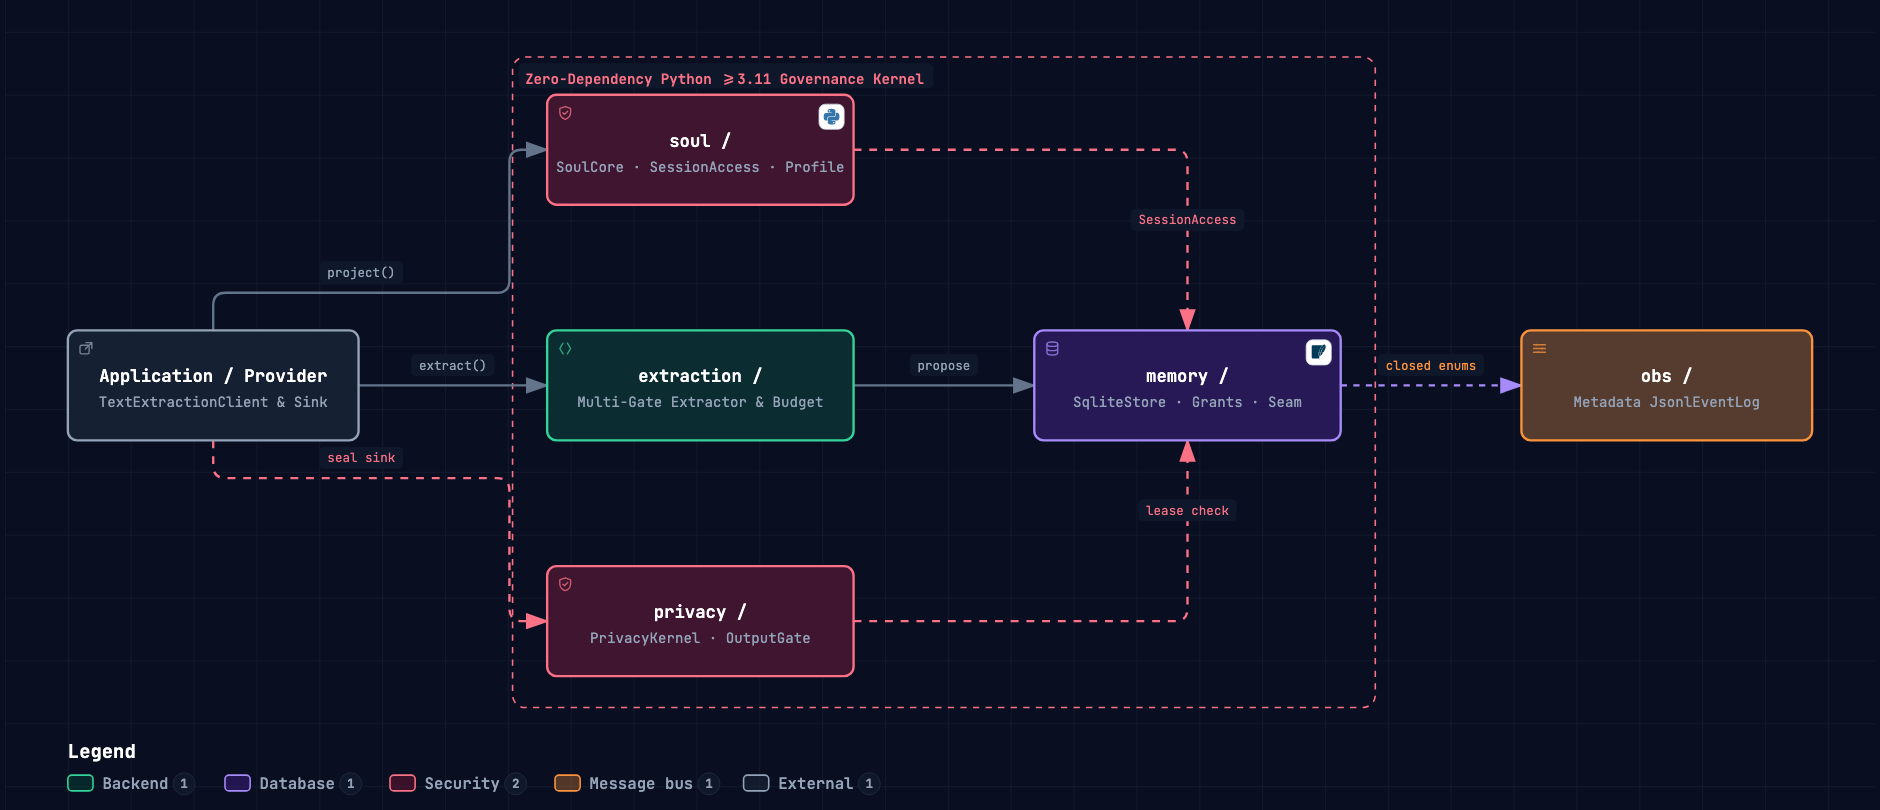 Zero-Dependency Python ≥3.11 Governance Kernel
soul /
SoulCore · SessionAccess · Profile
SessionAccess
project()
Application / Provider
TextExtractionClient & Sink
extract()
extraction /
Multi-Gate Extractor & Budget
propose
memory /
SqliteStore · Grants · Seam
closed enums
obs /
Metadata JsonlEventLog
seal sink
lease check
privacy /
PrivacyKernel · OutputGate
Legend
Backend 1 Database 1 Security 2 Message bus 1 External 1